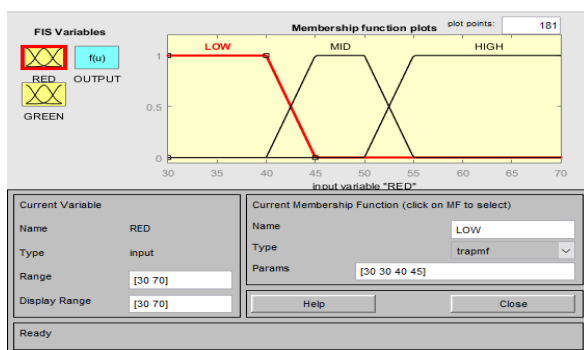 FIS Variables
Membership function plots
plot points: 181
f(u)
RED OUTPUT
GREEN
LOW MID HIGH
1
0.5
0
30 35 40 45 50 55 60 65 70
input variable "RED"
Current Variable
Name RED
Type input
Range [30 70]
Display Range [30 70]
Current Membership Function (click on MF to select)
Name LOW
Type trapmf
Params [30 30 40 45]
Help Close
Ready